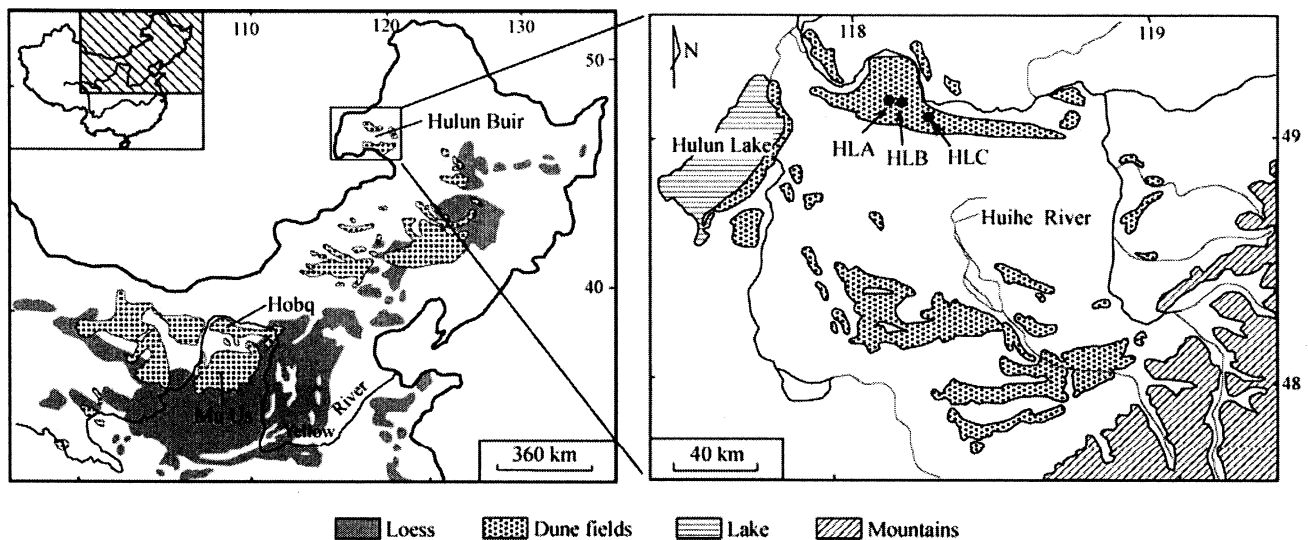 110
120
130
50
40
Hulun Buir
Hobq
Mu Us
Yellow
River
360 km
118
119
N
49
48
Hulun Lake
HLA
HLB
HLC
Huihe River
40 km
Loess
Dune fields
Lake
Mountains